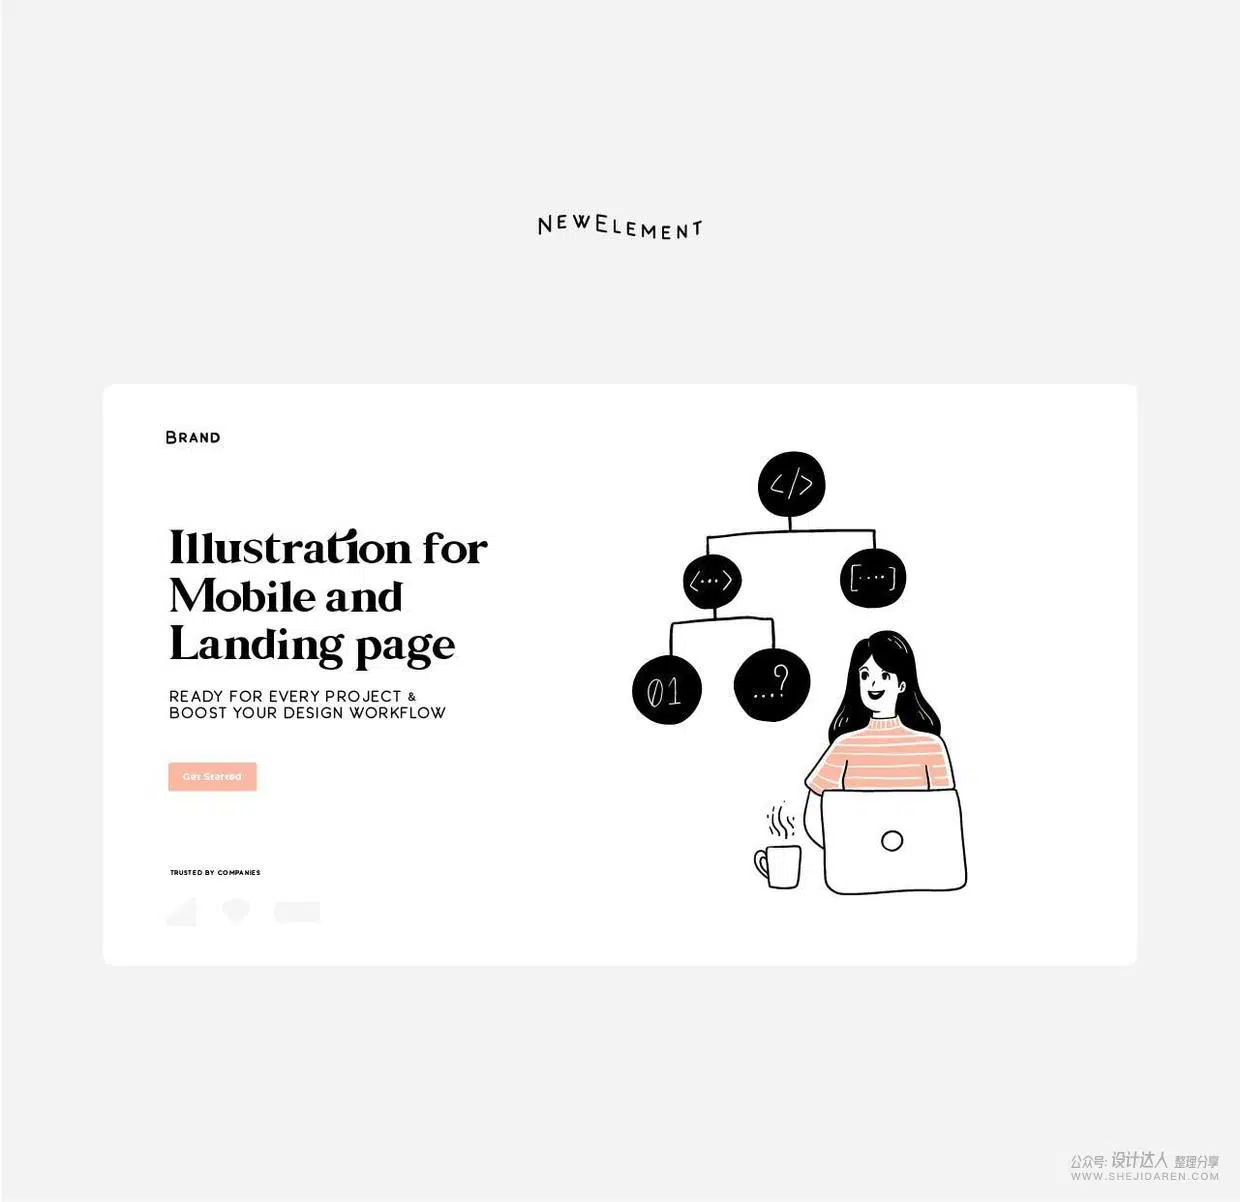 NEWELEMENT
BRAND
</>
<...>
[....]
Illustration for
Mobile and
Landing page
01
....?
READY FOR EVERY PROJECT &
BOOST YOUR DESIGN WORKFLOW
Get Started
TRUSTED BY COMPANIES
公众号: 设计达人 整理分享
WWW.SHEJIDAREN.COM